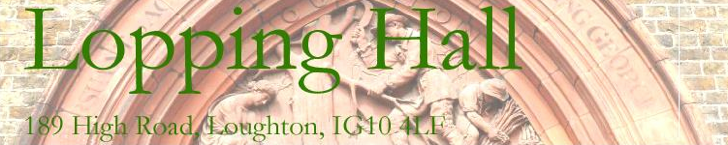 Lopping Hall
189 High Road, Loughton, IG10 4LF